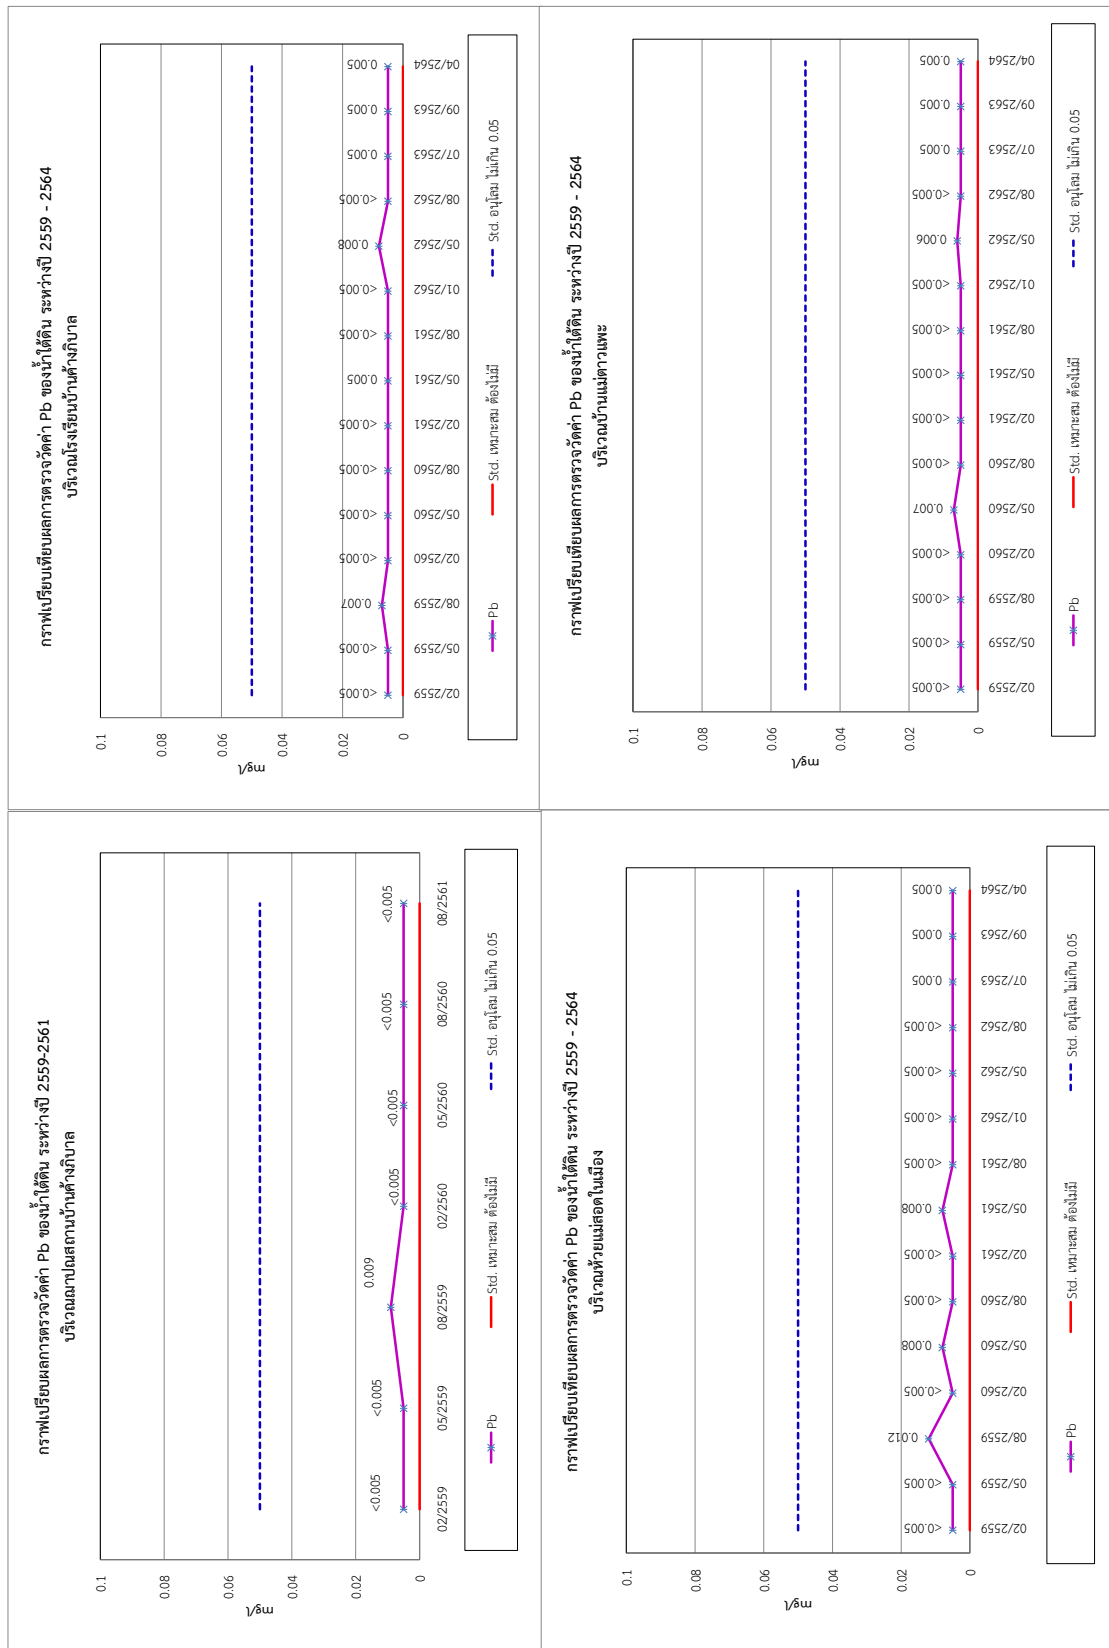 กราฟเปรียบเทียบผลการตรวจวัดค่า Pb ของน้ำใต้ดิน ระหว่างปี 2559-2561
บริเวณฌาปณสถานบ้านค้างภิบาล
mg/l
0.1
0.08
0.06
0.04
0.02
0
<0.005 <0.005 0.009 <0.005 <0.005 <0.005 <0.005
02/2559 05/2559 08/2559 02/2560 05/2560 08/2560 08/2561
Pb Std. เหมาะสม ต้องไม่มี Std. อนุโลม ไม่เกิน 0.05
กราฟเปรียบเทียบผลการตรวจวัดค่า Pb ของน้ำใต้ดิน ระหว่างปี 2559 - 2564
บริเวณโรงเรียนบ้านค้างภิบาล
mg/l
0.1
0.08
0.06
0.04
0.02
0
<0.005 <0.005 0.007 <0.005 <0.005 <0.005 <0.005 0.005 <0.005 <0.005 0.008 <0.005 0.005 0.005 0.005
02/2559 05/2559 08/2559 02/2560 05/2560 08/2560 02/2561 05/2561 08/2561 01/2562 05/2562 08/2562 07/2563 09/2563 04/2564
Pb Std. เหมาะสม ต้องไม่มี Std. อนุโลม ไม่เกิน 0.05
กราฟเปรียบเทียบผลการตรวจวัดค่า Pb ของน้ำใต้ดิน ระหว่างปี 2559 - 2564
บริเวณห้วยแม่สอดในเมือง
mg/l
0.1
0.08
0.06
0.04
0.02
0
<0.005 <0.005 0.012 <0.005 0.008 <0.005 <0.005 0.008 <0.005 <0.005 <0.005 <0.005 0.005 0.005 0.005
02/2559 05/2559 08/2559 02/2560 05/2560 08/2560 02/2561 05/2561 08/2561 01/2562 05/2562 08/2562 07/2563 09/2563 04/2564
Pb Std. เหมาะสม ต้องไม่มี Std. อนุโลม ไม่เกิน 0.05
กราฟเปรียบเทียบผลการตรวจวัดค่า Pb ของน้ำใต้ดิน ระหว่างปี 2559 - 2564
บริเวณบ้านแม่ดาวแพะ
mg/l
0.1
0.08
0.06
0.04
0.02
0
<0.005 <0.005 <0.005 <0.005 0.007 <0.005 <0.005 <0.005 <0.005 <0.005 0.006 <0.005 0.005 0.005 0.005
02/2559 05/2559 08/2559 02/2560 05/2560 08/2560 02/2561 05/2561 08/2561 01/2562 05/2562 08/2562 07/2563 09/2563 04/2564
Pb Std. เหมาะสม ต้องไม่มี Std. อนุโลม ไม่เกิน 0.05